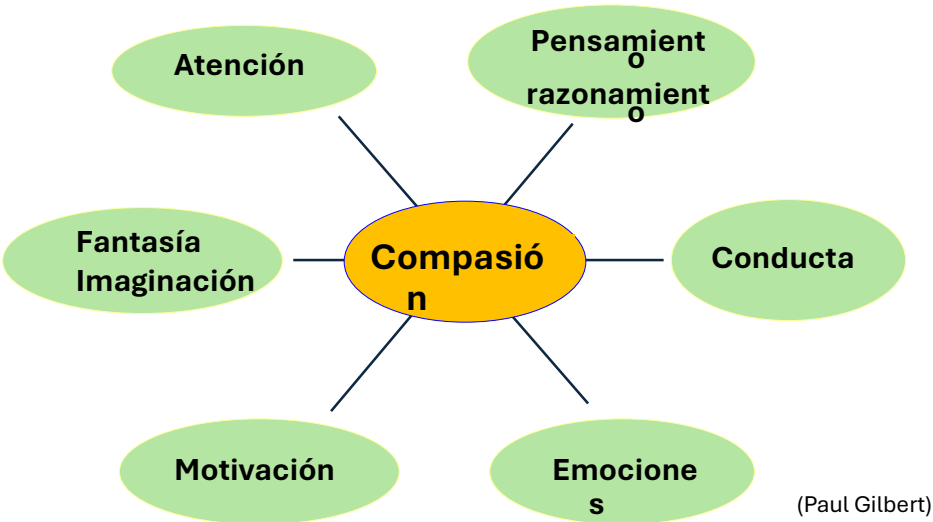 Atención
Pensamient
o
razonamient
o
Fantasía
Imaginación
Compasió
n
Conducta
Motivación
Emocione
s
(Paul Gilbert)